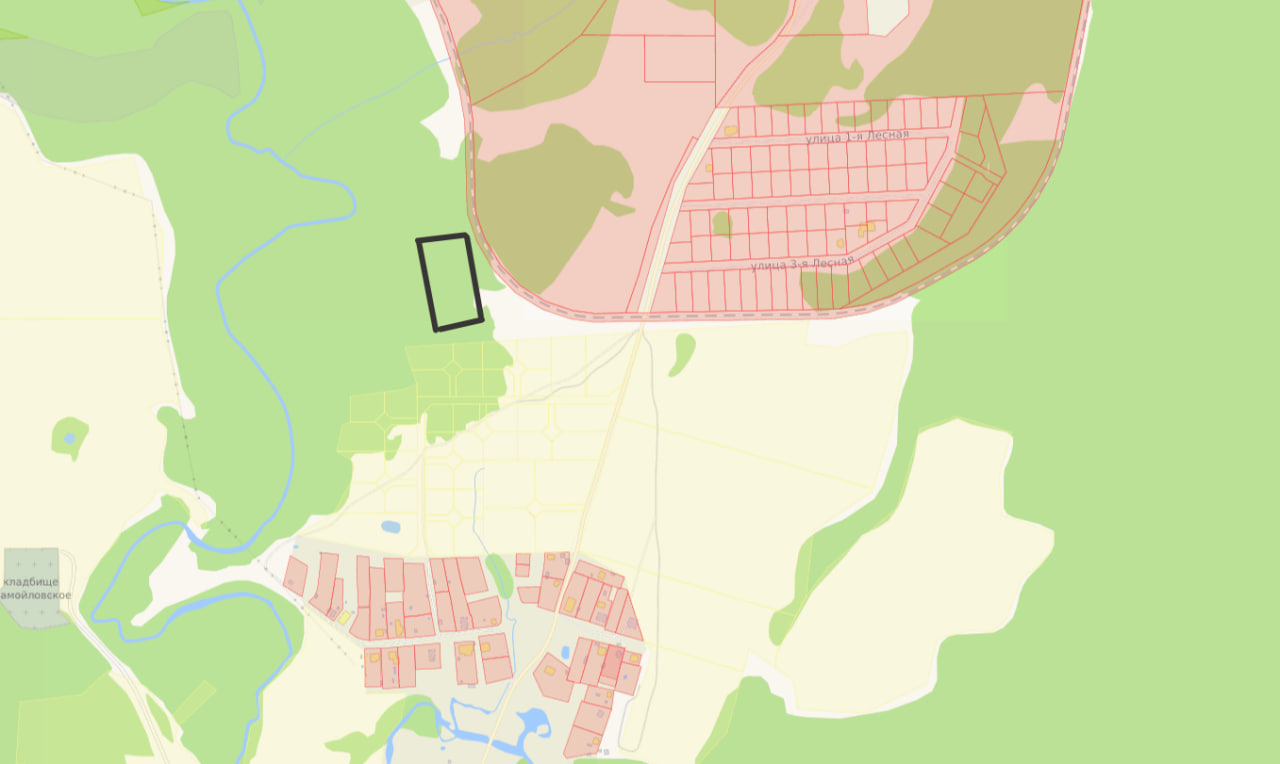 улица 1-я Лесная
улица 3-я Лесная
кладбище
амойловское